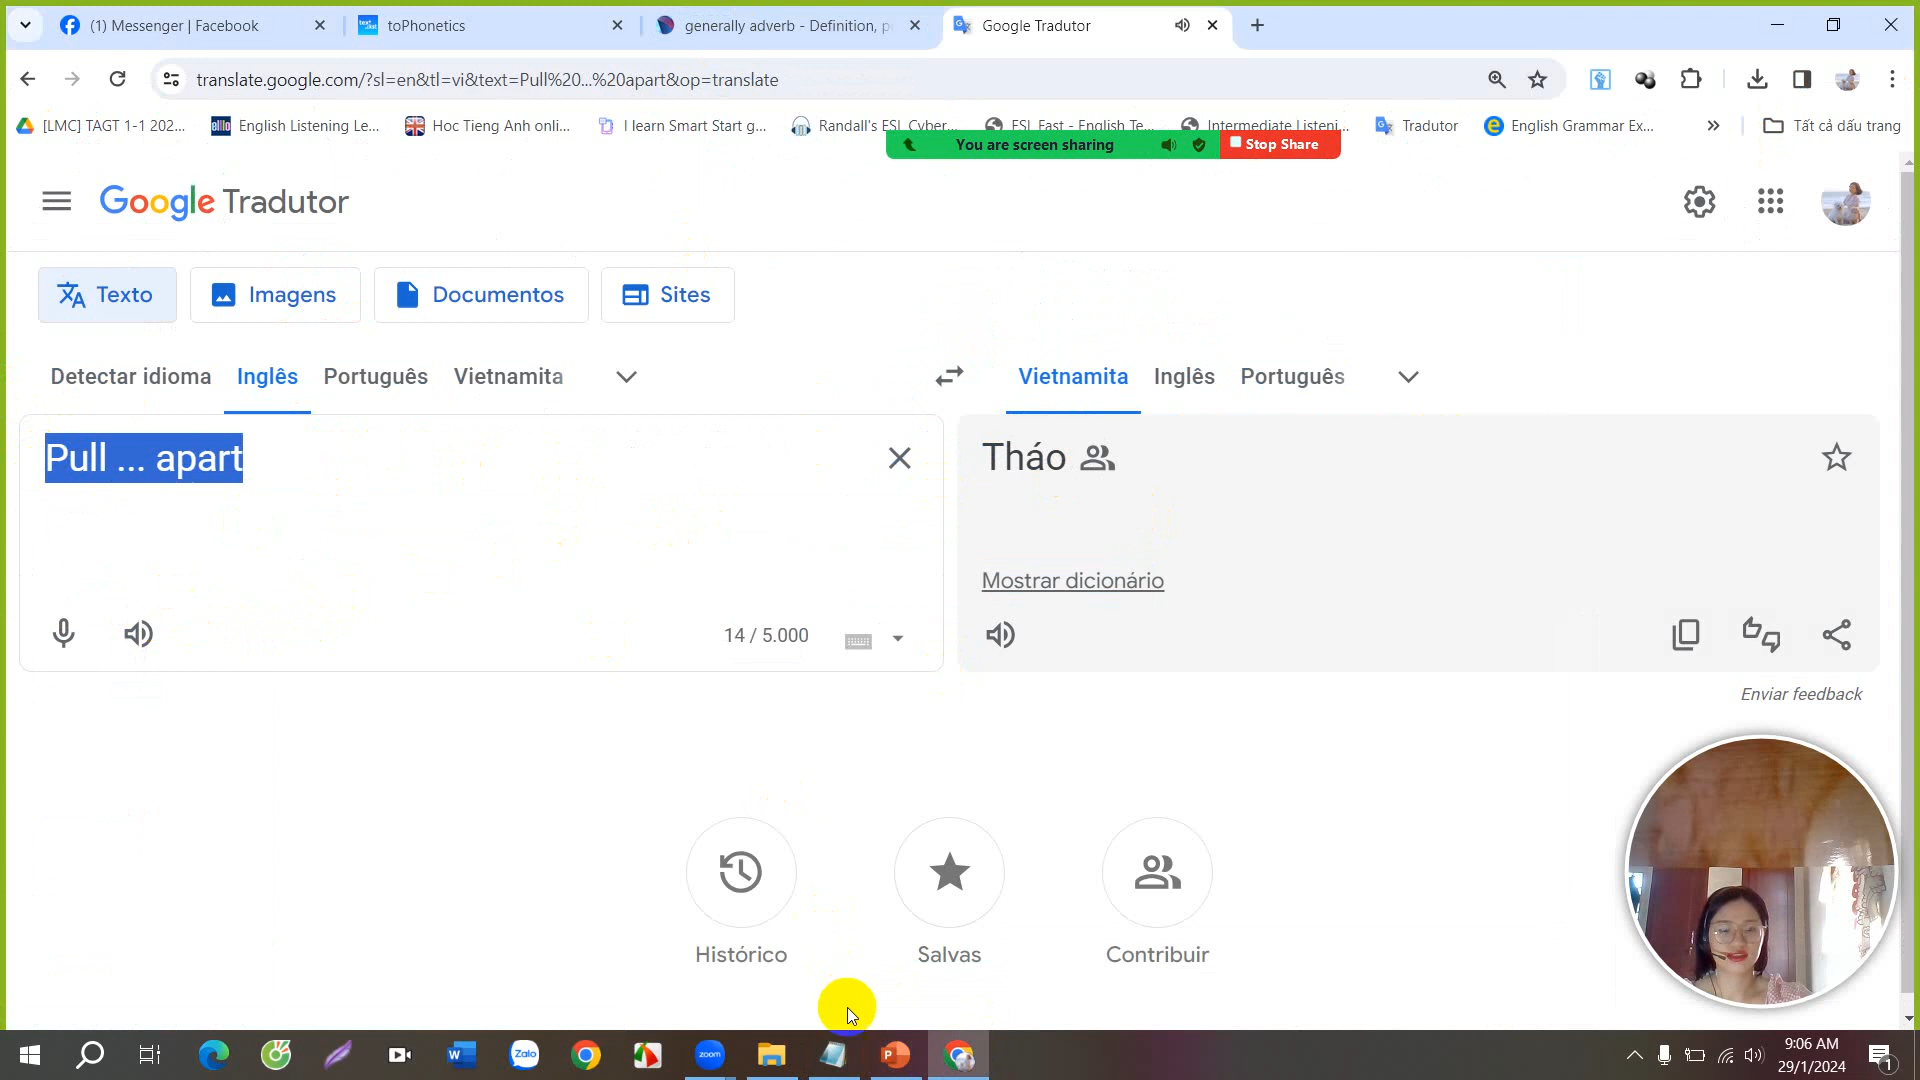 (1) Messenger | Facebook
toPhonetics
generally adverb - Definition, p
Google Tradutor
translate.google.com/?sl=en&tl=vi&text=Pull%20...%20apart&op=translate
[LMC] TAGT 1-1 202...
English Listening Le...
Hoc Tieng Anh onli...
I learn Smart Start g...
Randall's ESL Cyber...
ESL Fast - English Te...
Intermediate Listeni...
Tradutor
English Grammar Ex...
Tất cả dấu trang
You are screen sharing
Stop Share
Google Tradutor
Texto
Imagens
Documentos
Sites
Detectar idioma
Inglês
Português
Vietnamita
Vietnamita
Inglês
Português
Pull ... apart
Tháo
Mostrar dicionário
14 / 5.000
Enviar feedback
Histórico
Salvas
Contribuir
Zalo
zoom
9:06 AM
29/1/2024
1